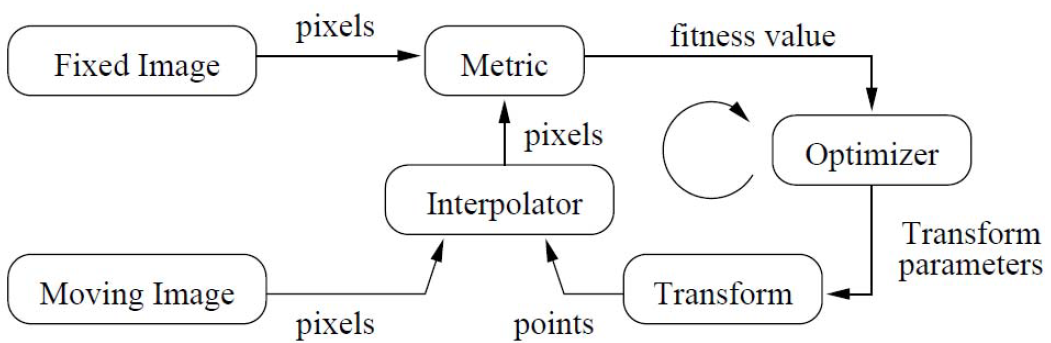 pixels
fitness value
Fixed Image
Metric
pixels
Optimizer
Interpolator
Transform
parameters
Moving Image
Transform
pixels
points